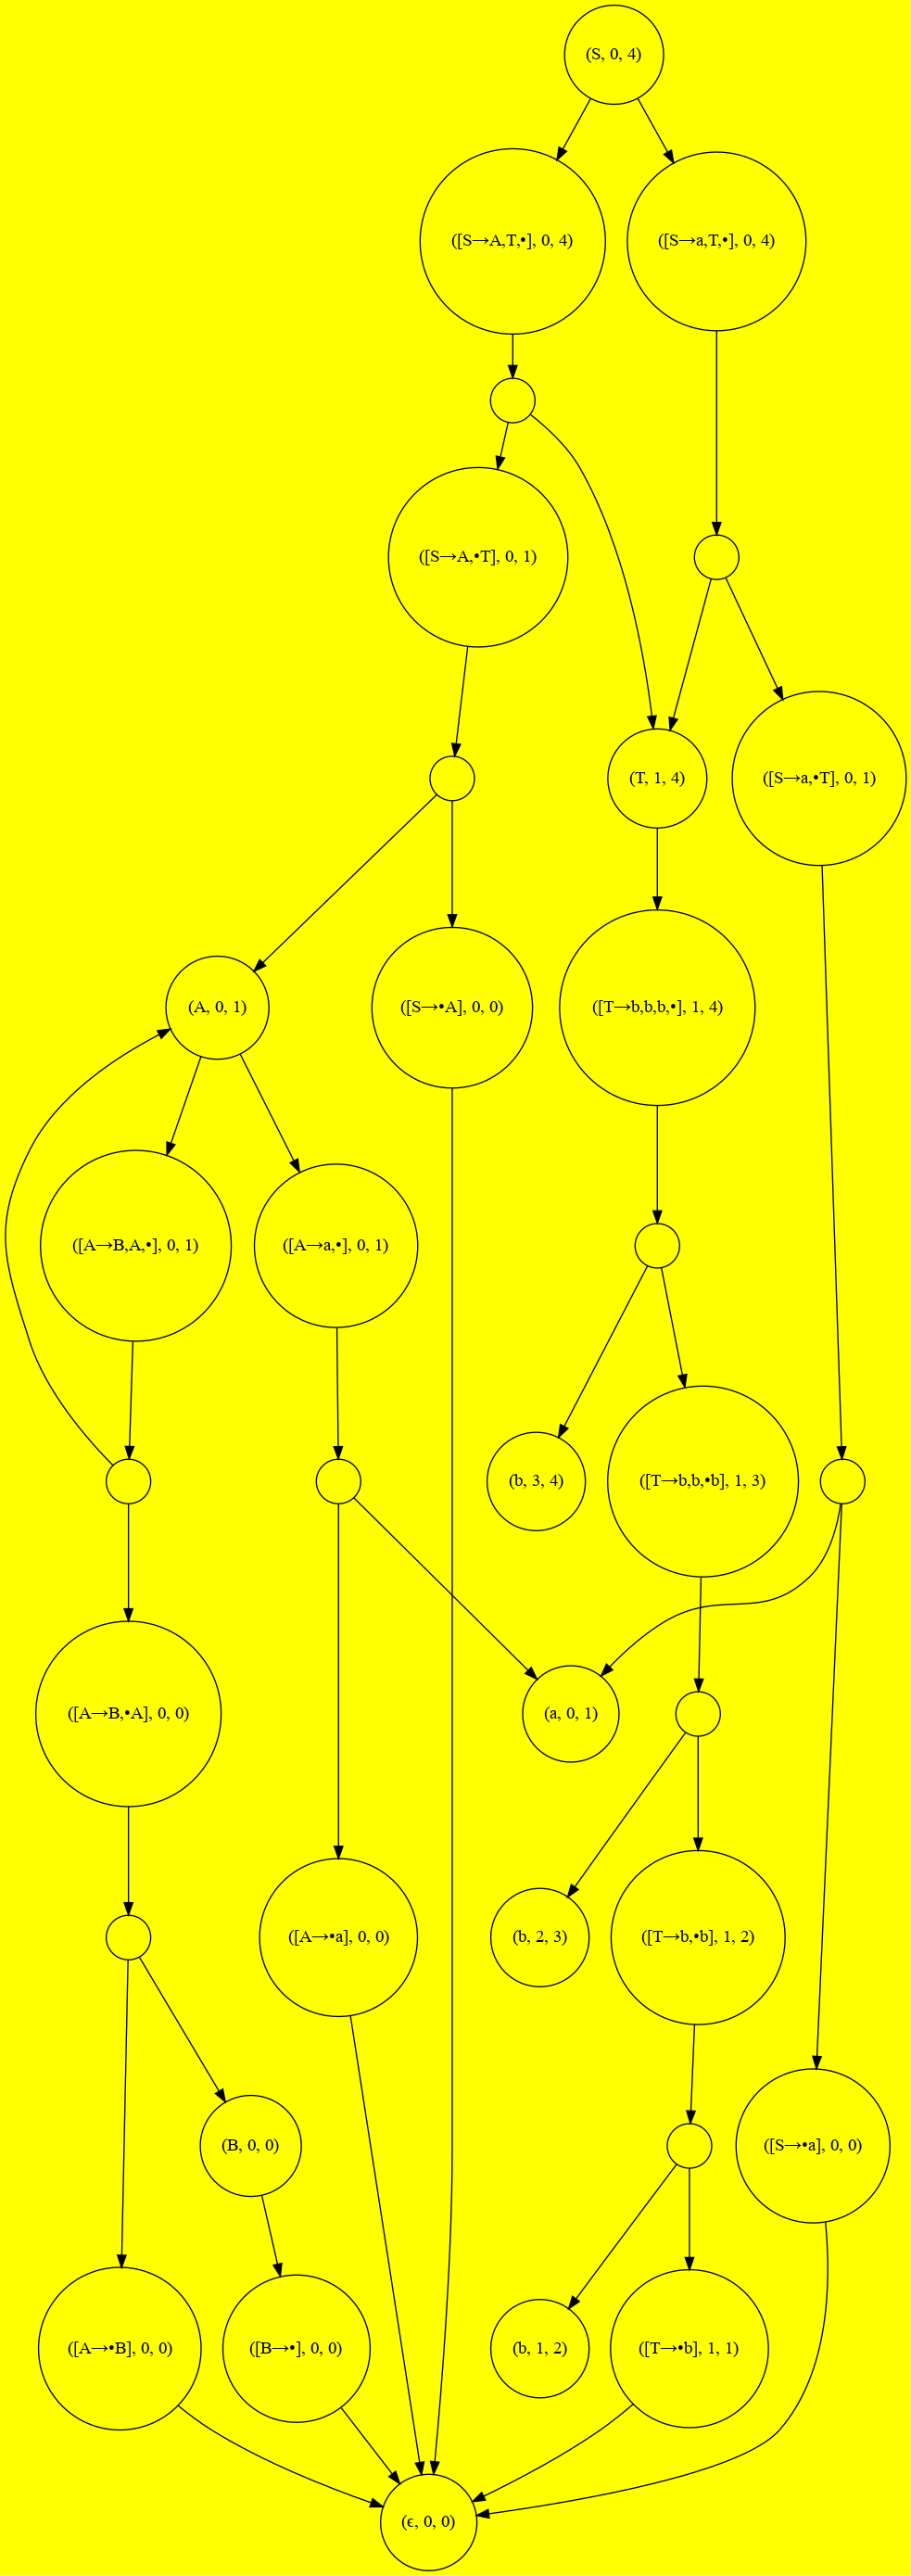 (S, 0, 4)
([S→A,T,•], 0, 4)
([S→a,T,•], 0, 4)
([S→A,•T], 0, 1)
(T, 1, 4)
([S→a,•T], 0, 1)
(A, 0, 1)
([S→•A], 0, 0)
([T→b,b,b,•], 1, 4)
([A→B,A,•], 0, 1)
([A→a,•], 0, 1)
(b, 3, 4)
([T→b,b,•b], 1, 3)
([A→B,•A], 0, 0)
(a, 0, 1)
([A→•a], 0, 0)
(b, 2, 3)
([T→b,•b], 1, 2)
(B, 0, 0)
([S→•a], 0, 0)
([A→•B], 0, 0)
([B→•], 0, 0)
(b, 1, 2)
([T→•b], 1, 1)
(ϵ, 0, 0)